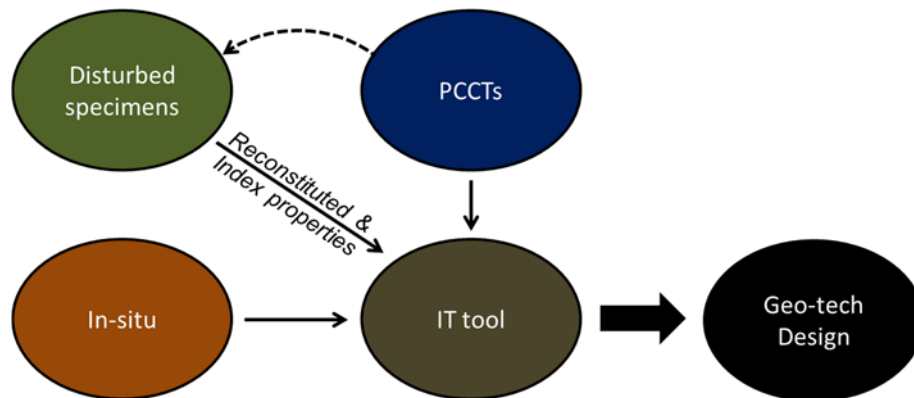 Disturbed
specimens
PCCTs
Reconstituted &
Index properties
In-situ
IT tool
Geo-tech
Design